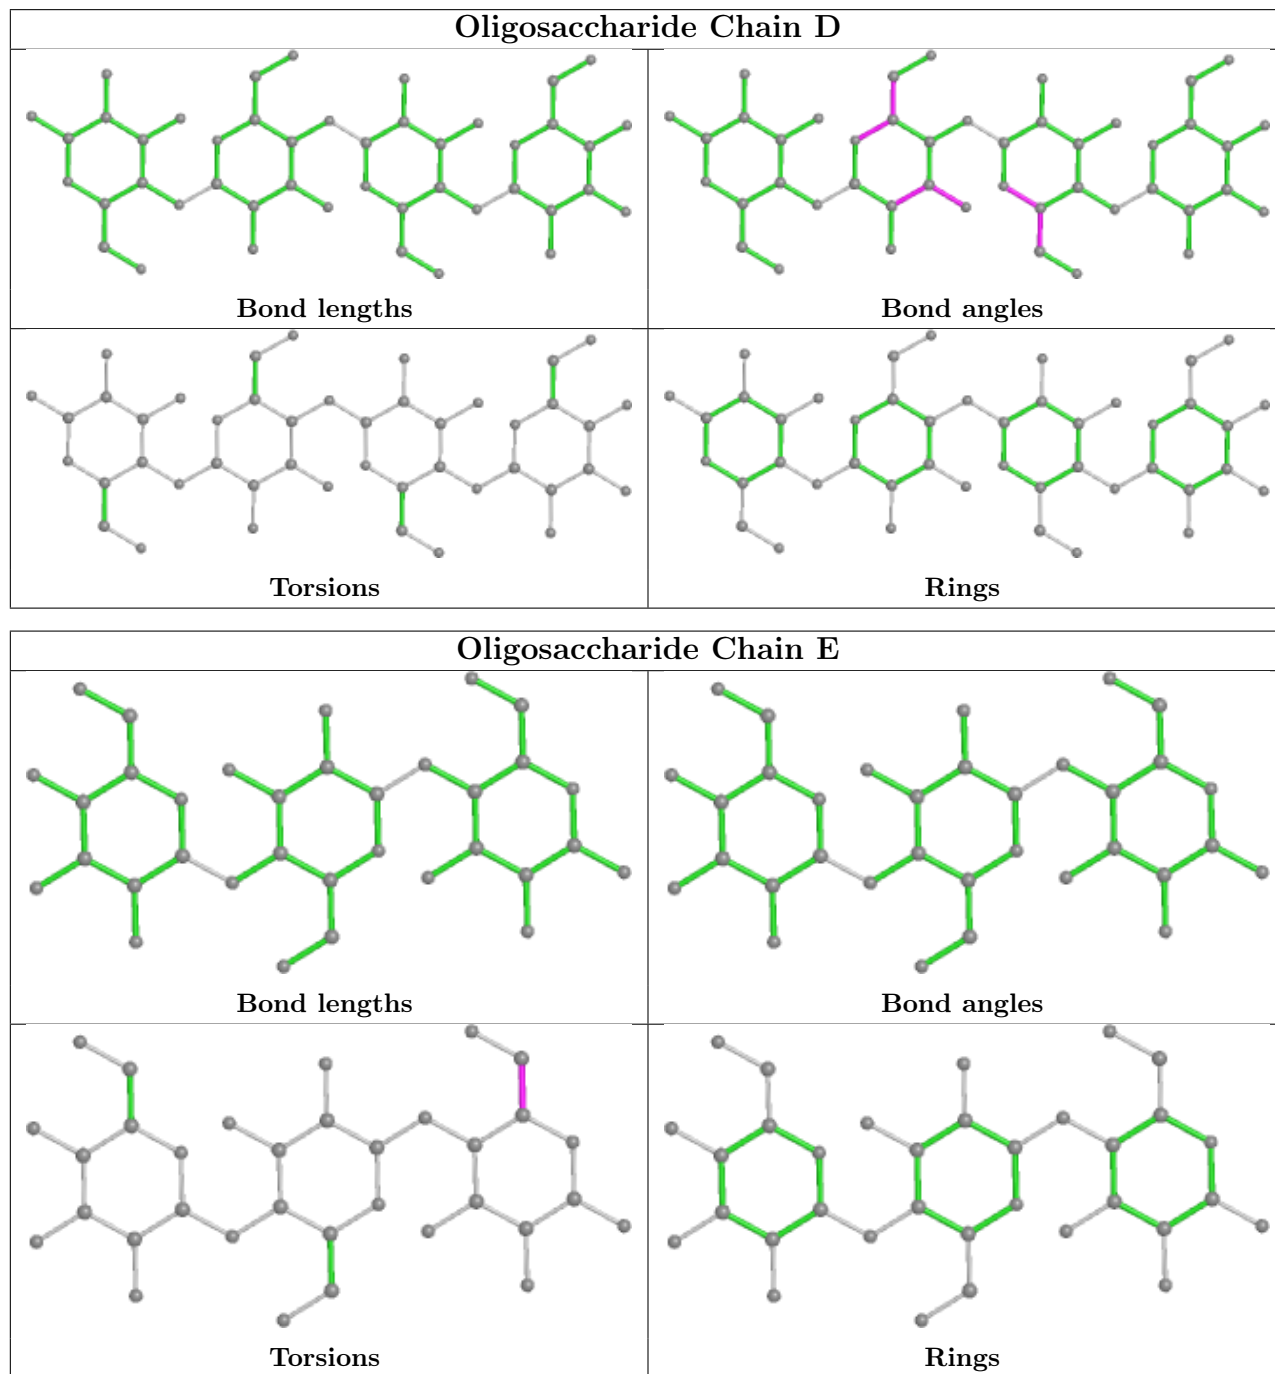 Oligosaccharide Chain D
Bond lengths
Bond angles
Torsions
Rings
Oligosaccharide Chain E
Bond lengths
Bond angles
Torsions
Rings